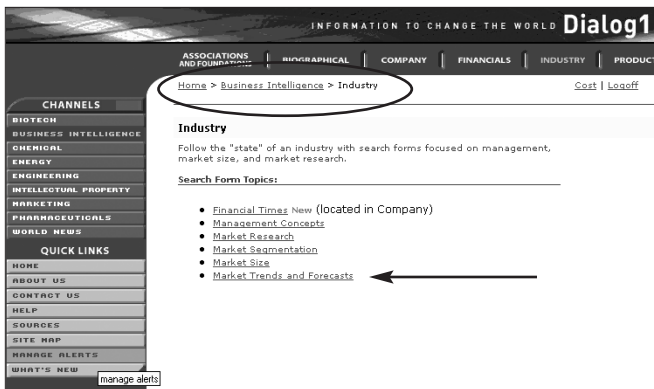 INFORMATION TO CHANGE THE WORLD Dialog1
ASSOCIATIONS AND FOUNDATIONS BIOGRAPHICAL COMPANY FINANCIALS INDUSTRY PRODUCT
Home > Business Intelligence > Industry Cost | Logoff
CHANNELS
BIOTECH
BUSINESS INTELLIGENCE
CHEMICAL
ENERGY
ENGINEERING
INTELLECTUAL PROPERTY
MARKETING
PHARMACEUTICALS
WORLD NEWS
QUICK LINKS
HOME
ABOUT US
CONTACT US
HELP
SOURCES
SITE MAP
MANAGE ALERTS
WHAT'S NEW
manage alerts
Industry
Follow the "state" of an industry with search forms focused on management,
market size, and market research.
Search Form Topics:
Financial Times New (located in Company)
Management Concepts
Market Research
Market Segmentation
Market Size
Market Trends and Forecasts